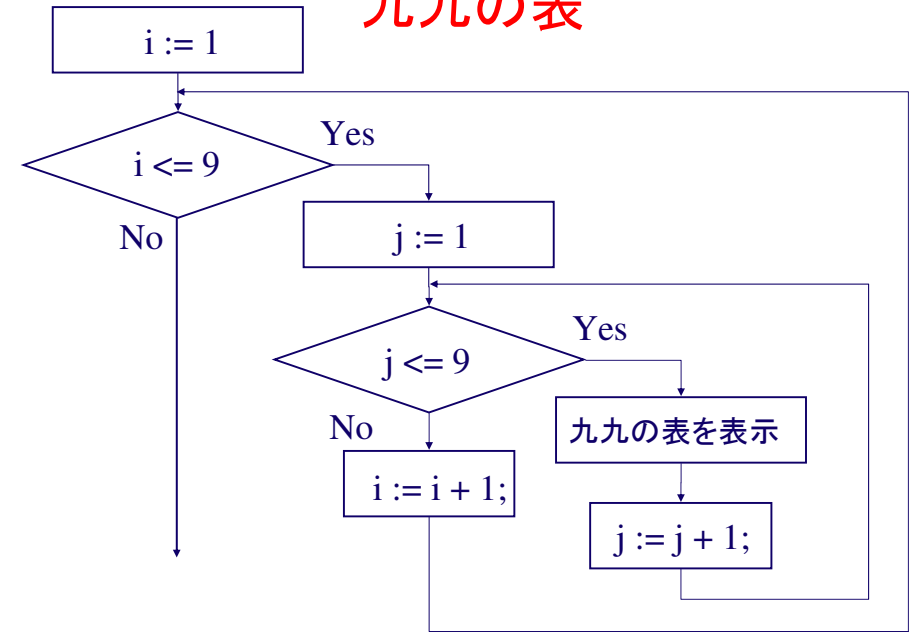 九九の表
i := 1
i <= 9
Yes
No
j := 1
j <= 9
Yes
No
九九の表を表示
i := i + 1;
j := j + 1;